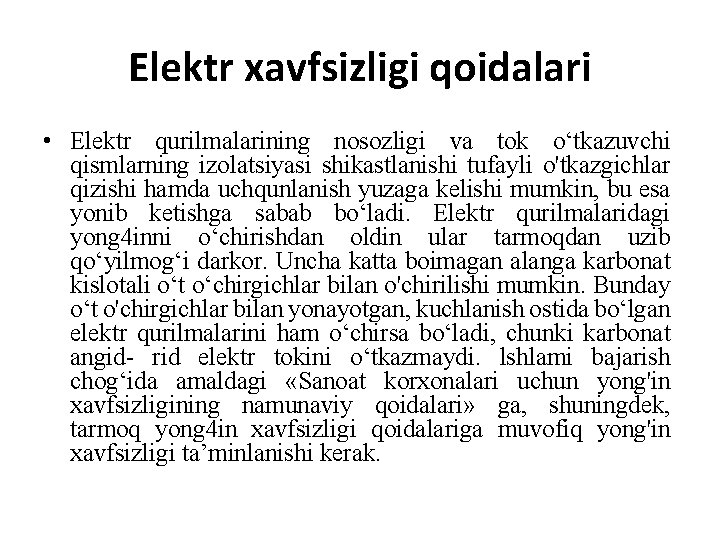 Elektr xavfsizligi qoidalari
• Elektr qurilmalarining nosozligi va tok o‘tkazuvchi
qismlarning izolatsiyasi shikastlanishi tufayli o'tkazgichlar
qizishi hamda uchqunlanish yuzaga kelishi mumkin, bu esa
yonib ketishga sabab bo‘ladi. Elektr qurilmalaridagi
yong4inni o‘chirishdan oldin ular tarmoqdan uzib
qo‘yilmog‘i darkor. Uncha katta boimagan alanga karbonat
kislotali o‘t o‘chirgichlar bilan o'chirilishi mumkin. Bunday
o‘t o'chirgichlar bilan yonayotgan, kuchlanish ostida bo‘lgan
elektr qurilmalarini ham o‘chirsa bo‘ladi, chunki karbonat
angid- rid elektr tokini o‘tkazmaydi. lshlami bajarish
chog‘ida amaldagi «Sanoat korxonalari uchun yong'in
xavfsizligining namunaviy qoidalari» ga, shuningdek,
tarmoq yong4in xavfsizligi qoidalariga muvofiq yong'in
xavfsizligi ta’minlanishi kerak.